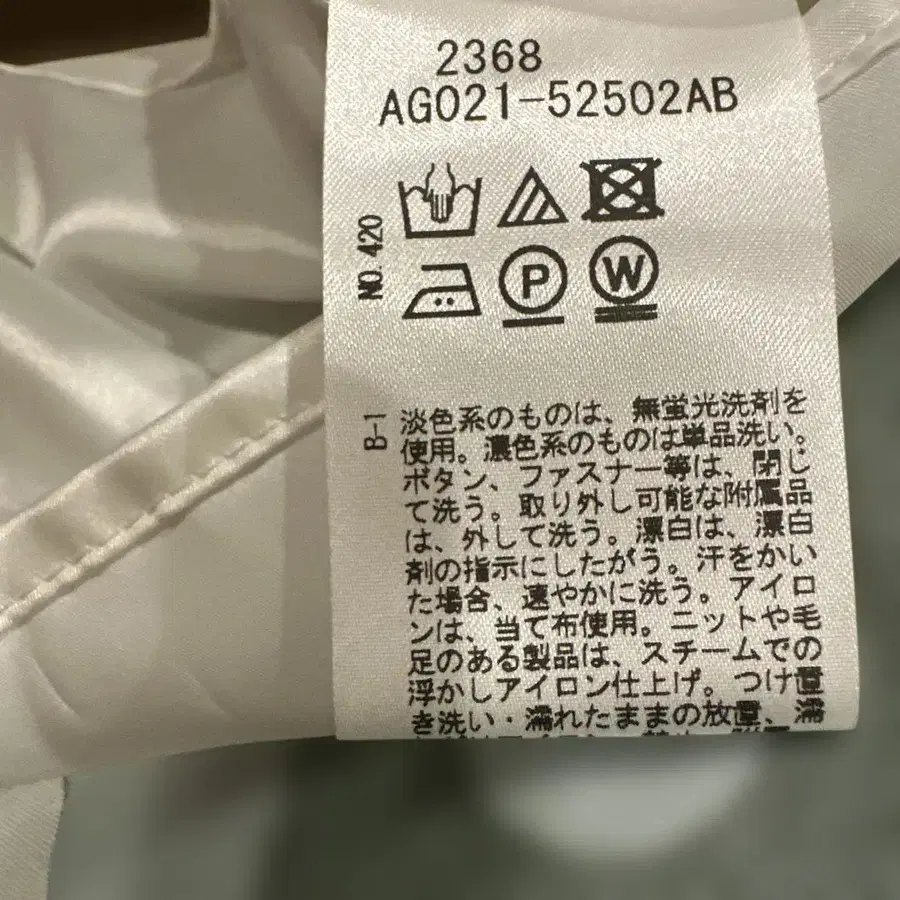 2368
AG021-52502AB
NO. 420
P
W
B-1
淡色系のものは、無蛍光洗剤を
使用。濃色系のものは単品洗い。
ボタン、ファスナー等は、閉じ
て洗う。取り外し可能な附属品
は、外して洗う。漂白は、漂白
剤の指示にしたがう。汗をかい
た場合、速やかに洗う。アイロ
ンは、当て布使用。ニットや毛
足のある製品は、スチームでの
浮かしアイロン仕上げ。つけ置
き洗い・濡れたままの放置、